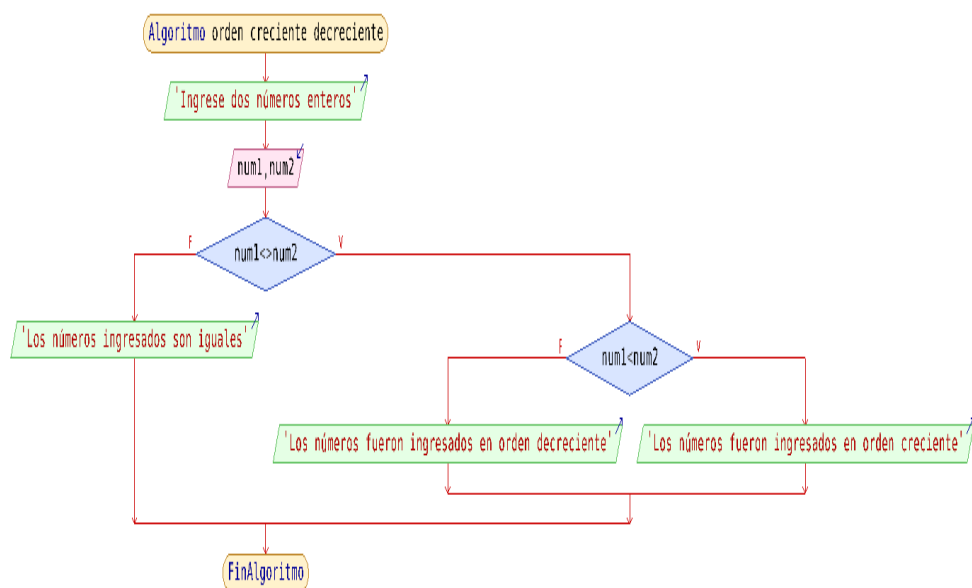 Algoritmo orden creciente decreciente
'Ingrese dos números enteros'
num1,num2
num1<>num2
F
V
'Los números ingresados son iguales'
num1<num2
F
V
'Los números fueron ingresados en orden decreciente'
'Los números fueron ingresados en orden creciente'
FinAlgoritmo